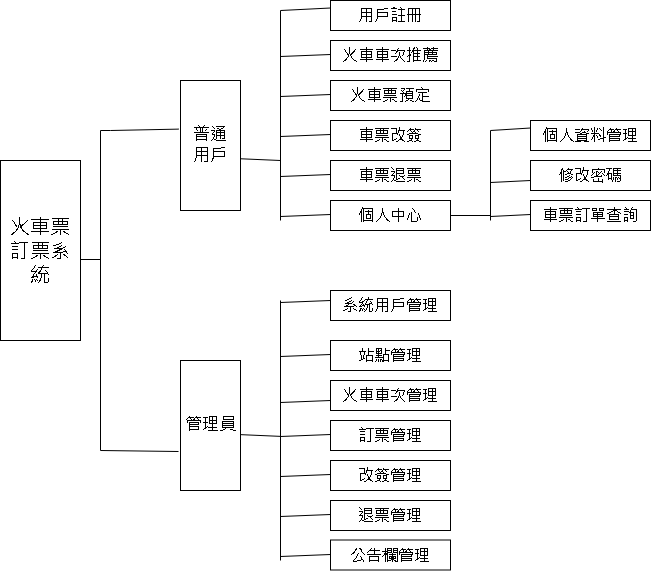 火車票
訂票系
統
普通
用戶
用戶註冊
火車車次推薦
火車票預定
車票改簽
車票退票
個人中心
個人資料管理
修改密碼
車票訂單查詢
管理員
系統用戶管理
站點管理
火車車次管理
訂票管理
改簽管理
退票管理
公告欄管理